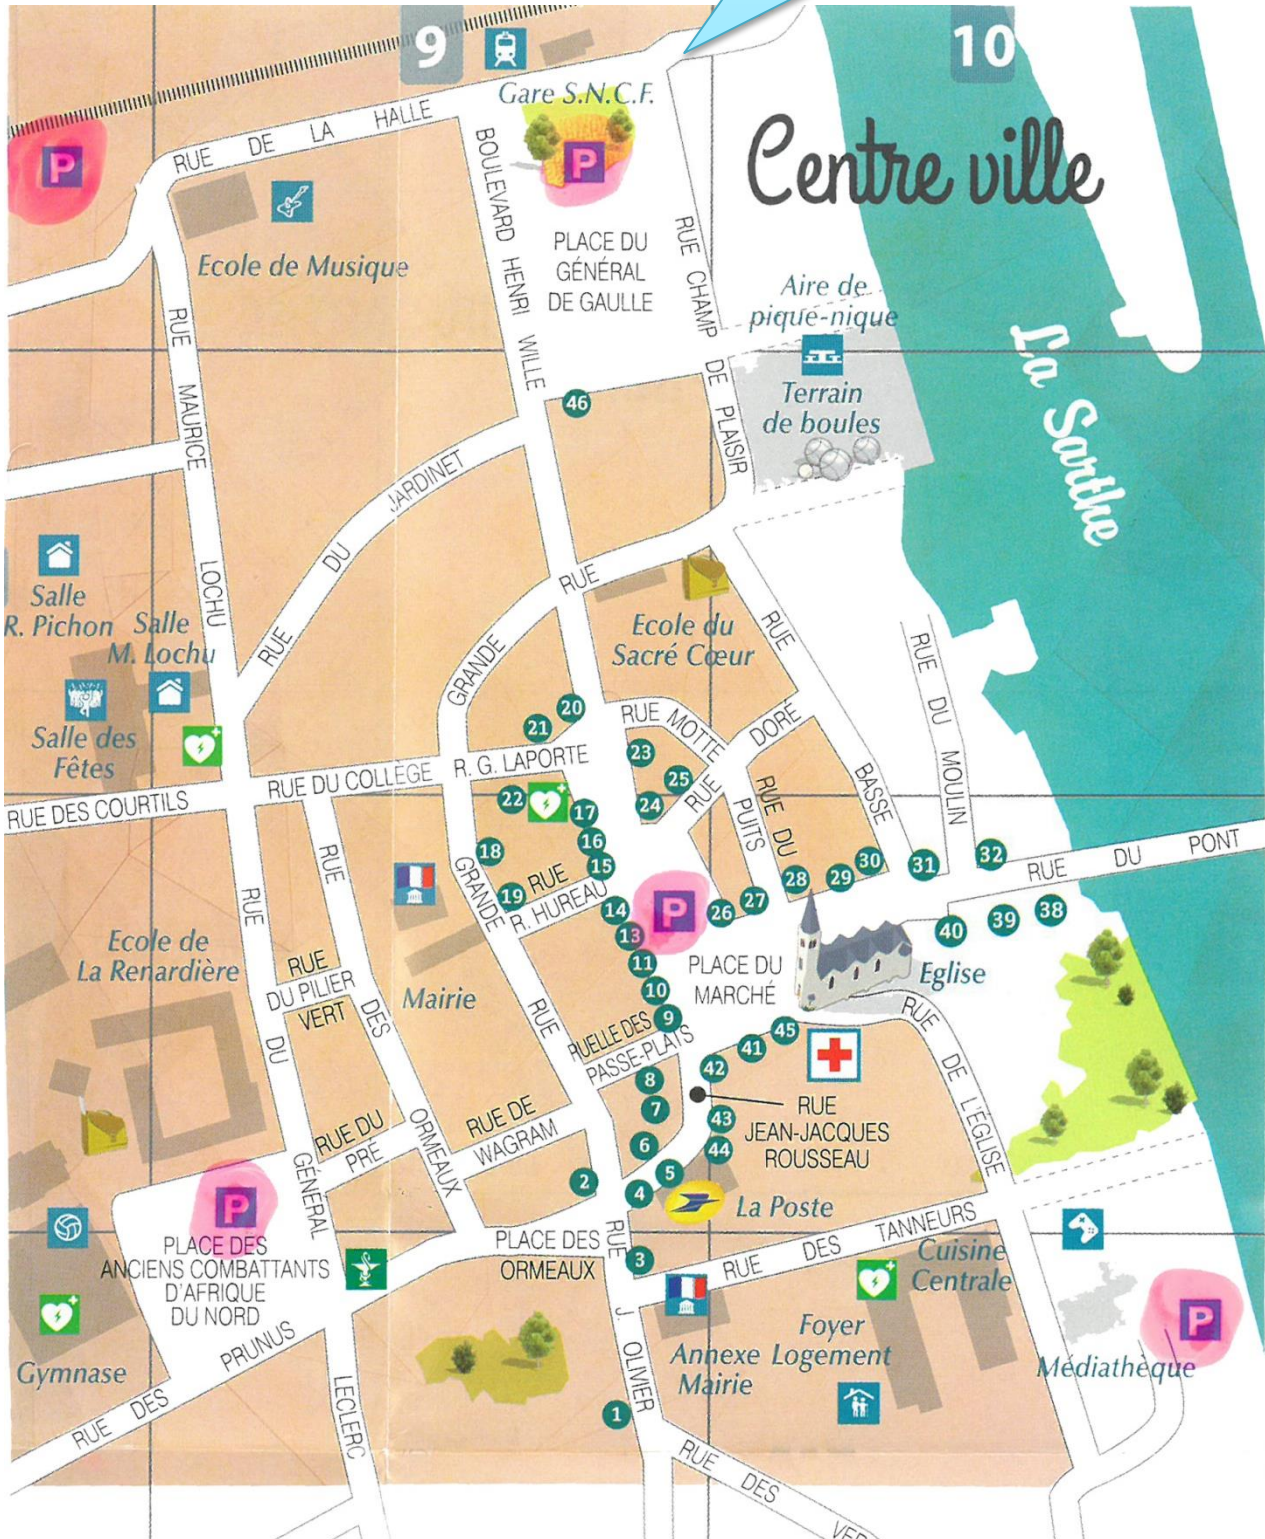 9
10
Gare S.N.C.F.
Centre ville
RUE DE LA HALLE
P
P
Ecole de Musique
BOULEVARD HENRI WILLE
PLACE DU
GÉNÉRAL
DE GAULLE
RUE CHAMP DE PLAISIR
Aire de
pique-nique
Terrain
de boules
La Sarthe
RUE MAURICE LOCHU
46
RUE DU JARDINET
Salle
R. Pichon
Salle
M. Lochu
Salle des
Fêtes
GRANDE RUE
Ecole du
Sacré Cœur
RUE BASSE
RUE DU MOULIN
20
21
RUE MOTTE
RUE DORÉ
23
25
24
RUE DES COURTILS
RUE DU COLLÈGE
R. G. LAPORTE
22
17
16
15
18
19
RUE
R. HUREAU
14
13
P
26
27
RUE DU
PUITS
28
29
30
31
32
RUE DU PONT
40
39
38
Ecole de
La Renardière
RUE
DU PILIER
VERT
RUE DES ORMEAUX
Mairie
GRANDE RUE
11
10
9
PLACE DU
MARCHÉ
Eglise
RUELLE DES
PASSE-PLATS
45
41
42
8
7
6
43
44
5
4
2
RUE
JEAN-JACQUES
ROUSSEAU
RUE DE L'ÉGLISE
RUE DU
PRÉ
RUE DE
WAGRAM
La Poste
RUE DU GÉNÉRAL LECLERC
P
PLACE DES
ANCIENS COMBATTANTS
D'AFRIQUE
DU NORD
PLACE DES
ORMEAUX
3
RUE DES TANNEURS
Cuisine
Centrale
Gymnase
RUE DES PRUNUS
RUE J. OLIVIER
Annexe
Mairie
Foyer
Logement
Médiathèque
P
1
RUE DES